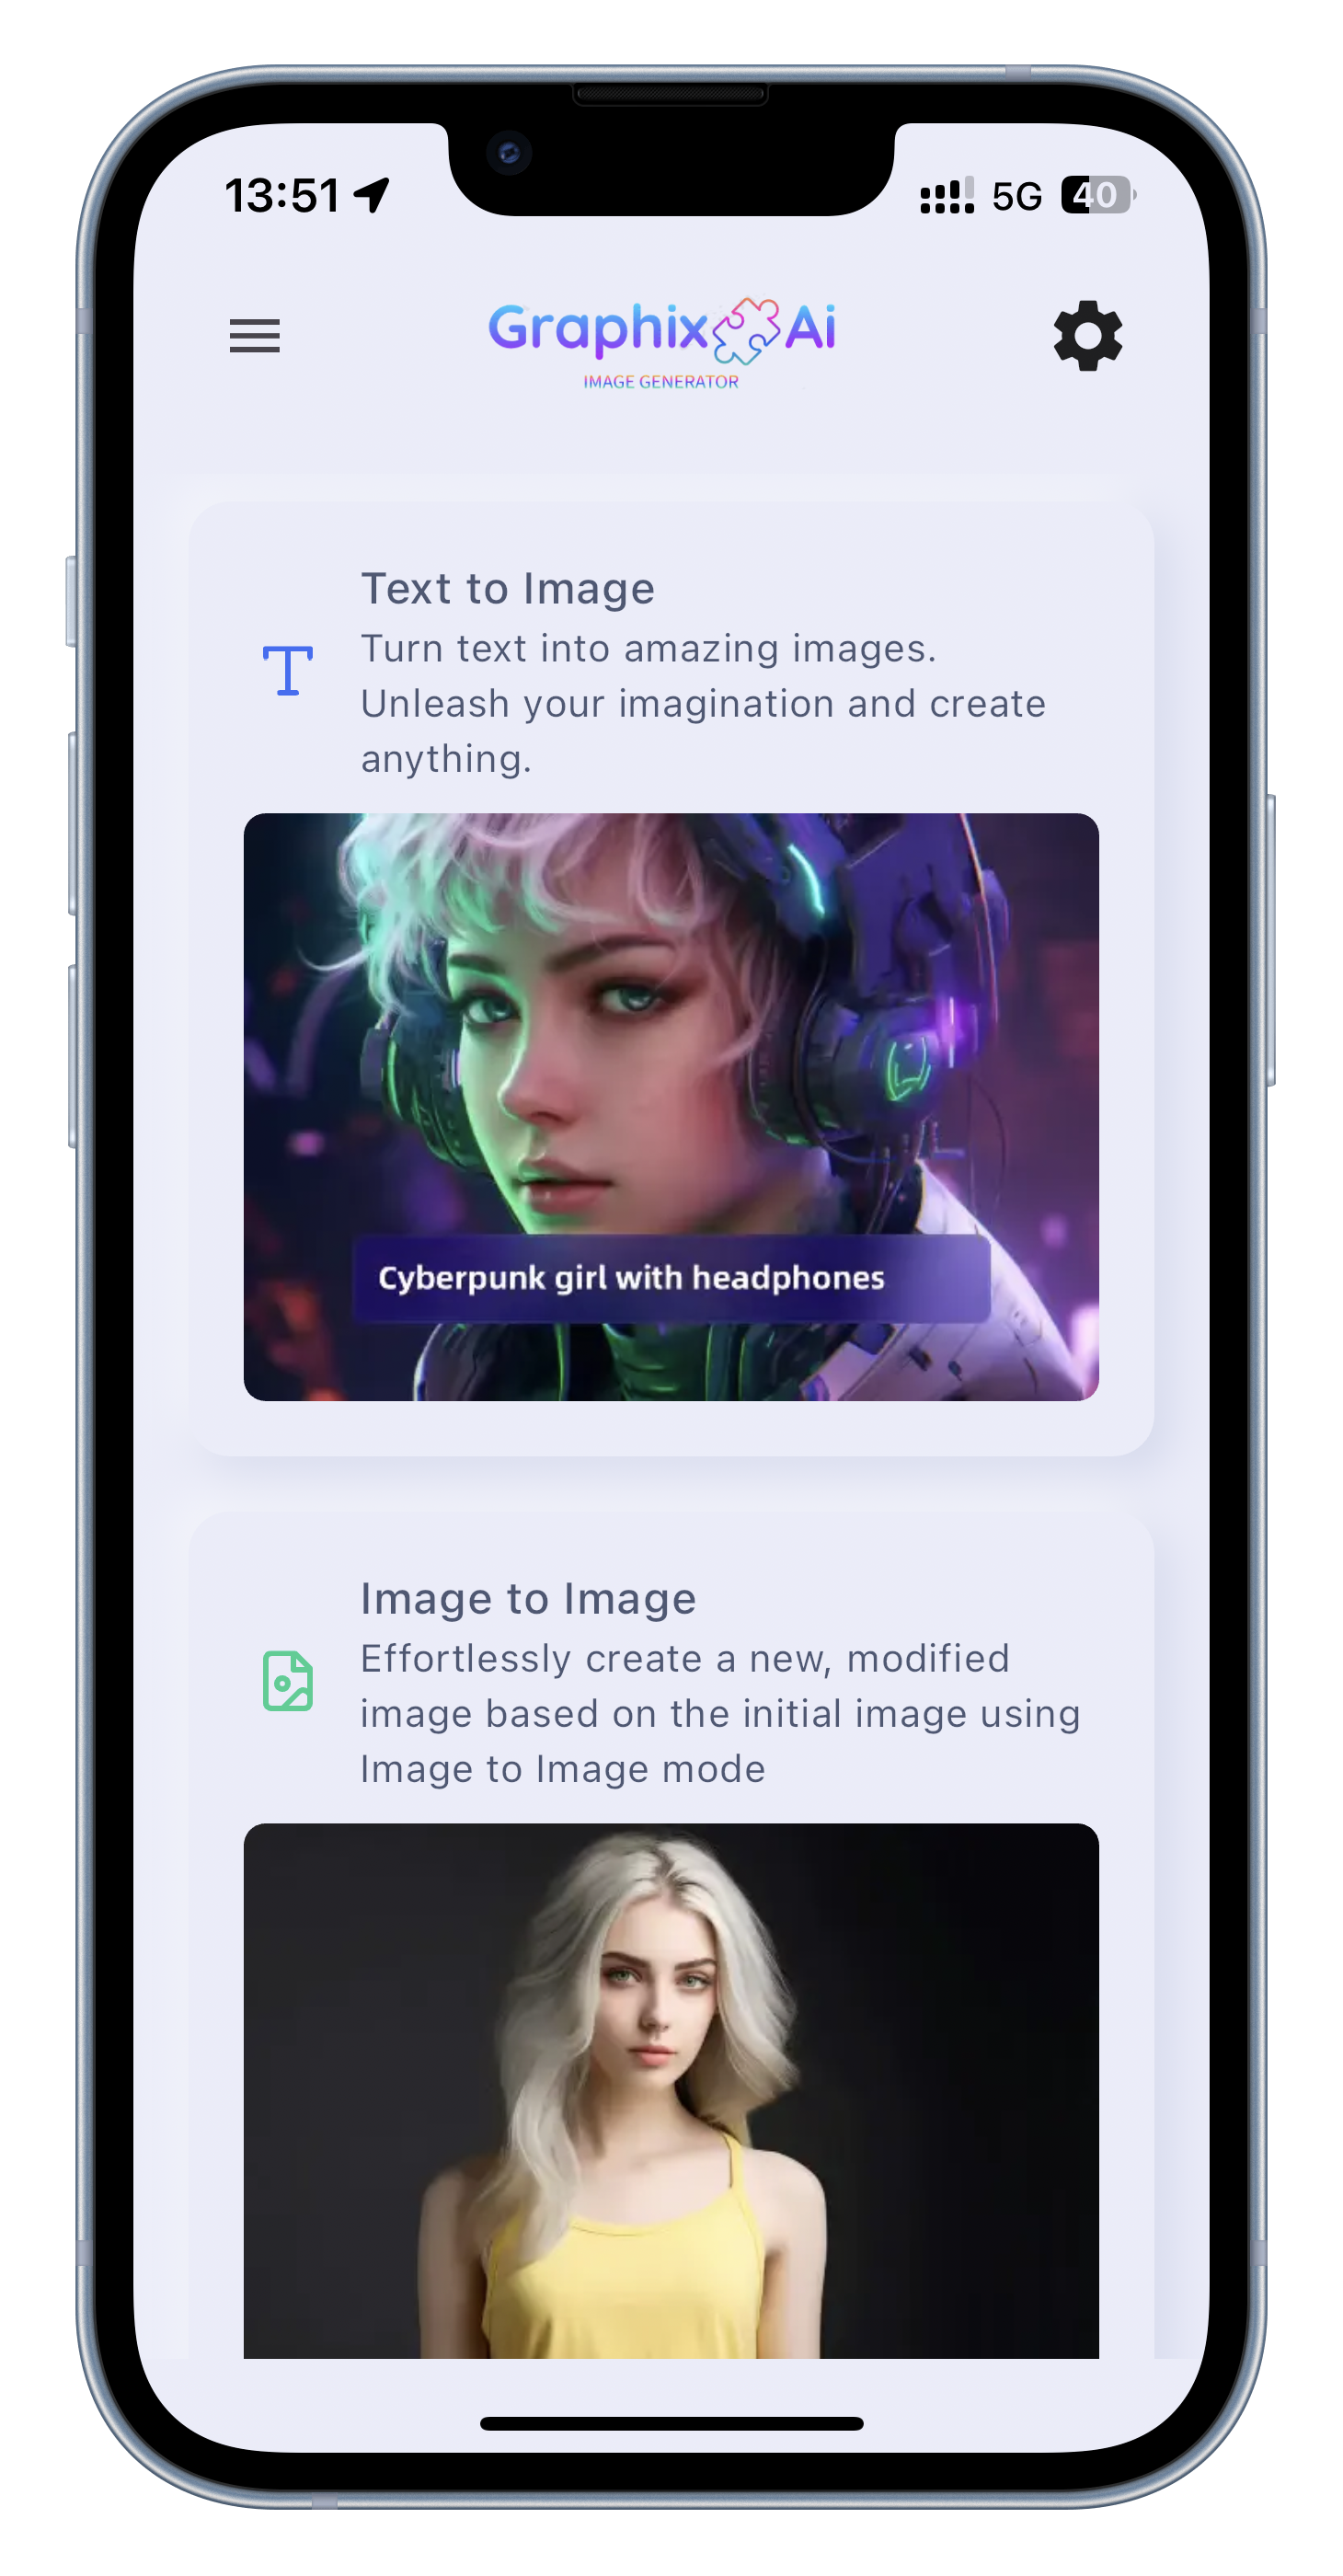 13:51
5G 40
Graphix Ai
IMAGE GENERATOR
Text to Image
Turn text into amazing images.
Unleash your imagination and create
anything.
Cyberpunk girl with headphones
Image to Image
Effortlessly create a new, modified
image based on the initial image using
Image to Image mode